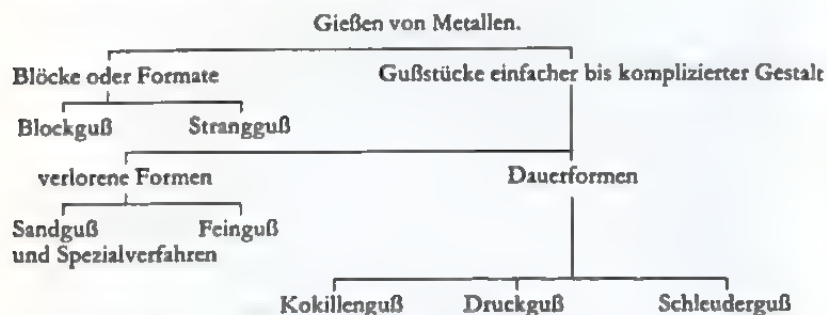 Gießen von Metallen.
Blöcke oder Formate
Gußstücke einfacher bis komplizierter Gestalt
Blockguß
Strangguß
verlorene Formen
Dauerformen
Sandguß
und Spezialverfahren
Feinguß
Kokillenguß
Druckguß
Schleuderguß